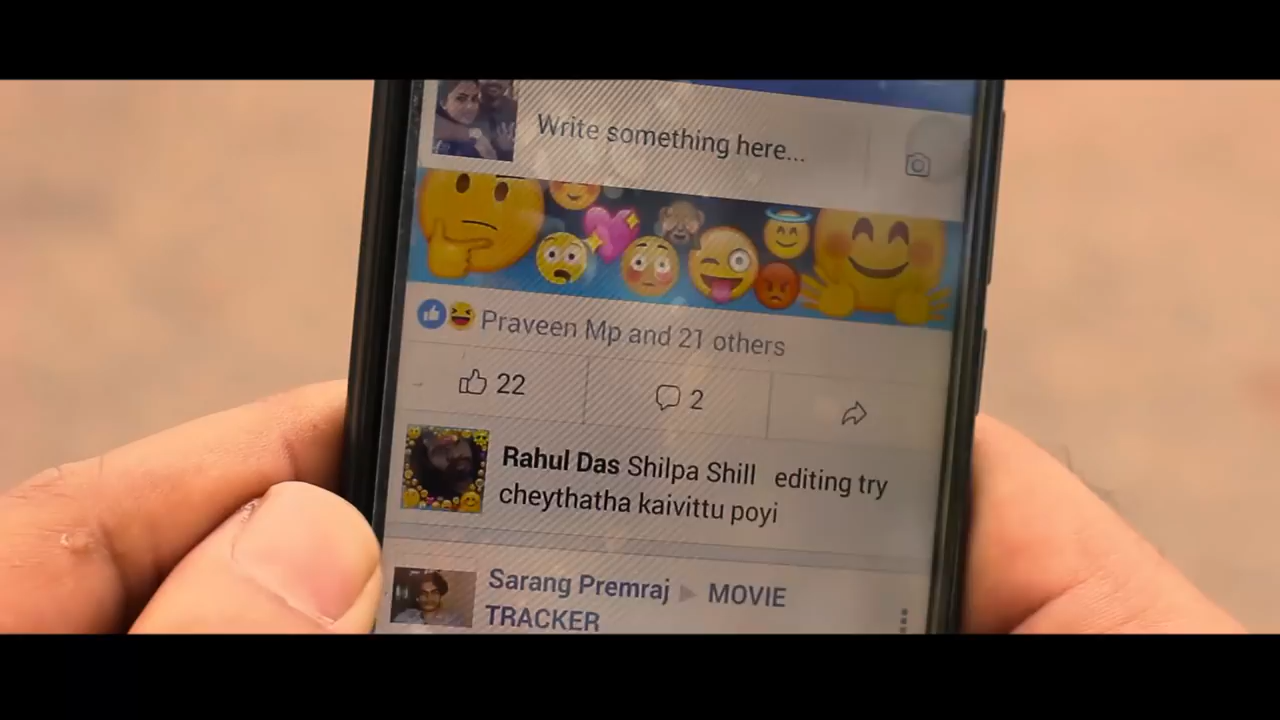 Write something here...
Praveen Mp and 21 others
22
2
Rahul Das Shilpa Shill editing try
cheythatha kaivittu poyi
Sarang Premraj ▶ MOVIE
TRACKER